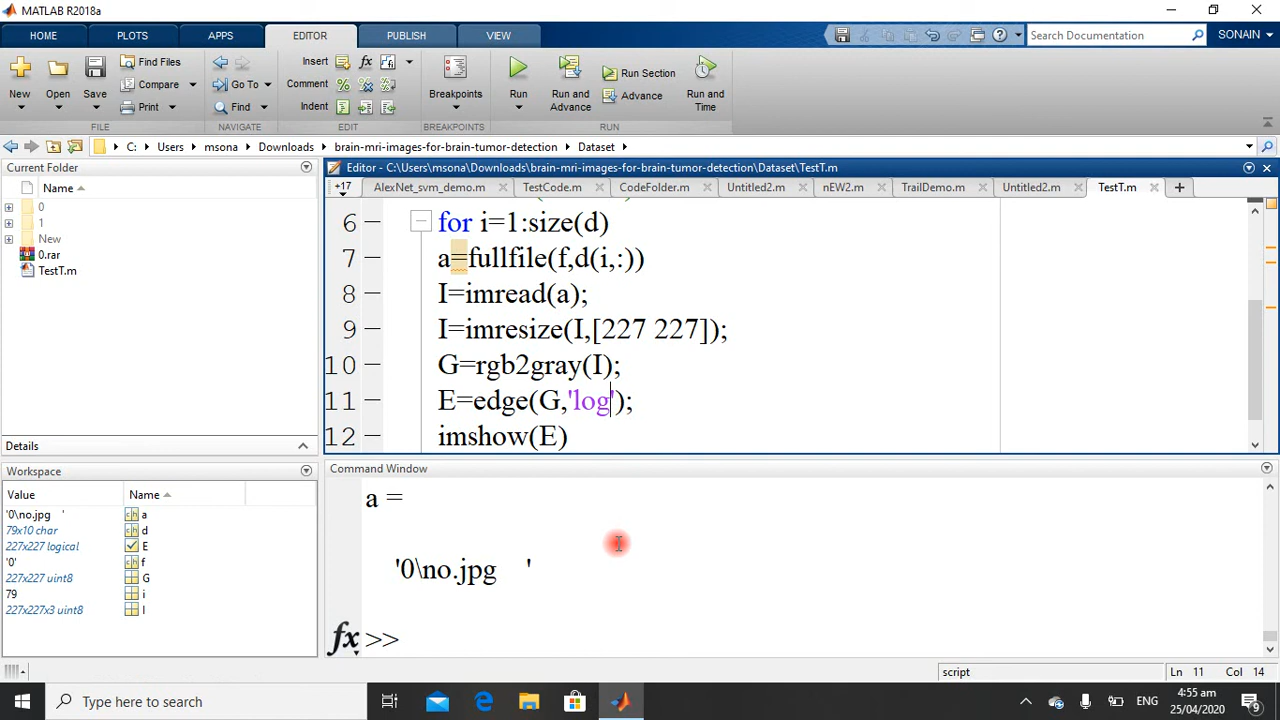 MATLAB R2018a
HOME PLOTS APPS EDITOR PUBLISH VIEW Search Documentation SONAIN
New Open Save Find Files Compare Print Go To Find Insert Comment Indent Breakpoints Run Run and Advance Run Section Advance Run and Time
FILE NAVIGATE EDIT BREAKPOINTS RUN
C: Users msona Downloads brain-mri-images-for-brain-tumor-detection Dataset
Current Folder
Name
0
1
New
0.rar
TestT.m
Details
Workspace
Value Name
'0\no.jpg ' a
79x10 char d
227x227 logical E
'0' f
227x227 uint8 G
79 i
227x227x3 uint8 I
Editor - C:\Users\msona\Downloads\brain-mri-images-for-brain-tumor-detection\Dataset\TestT.m
+17 AlexNet_svm_demo.m TestCode.m CodeFolder.m Untitled2.m nEW2.m TrailDemo.m Untitled2.m TestT.m
6 for i=1:size(d)
7 a=fullfile(f,d(i,:))
8 I=imread(a);
9 I=imresize(I,[227 227]);
10 G=rgb2gray(I);
11 E=edge(G,'log');
12 imshow(E)
Command Window
a =
'0\no.jpg '
fx >>
script Ln 11 Col 14
Type here to search ENG 4:55 am
25/04/2020 9